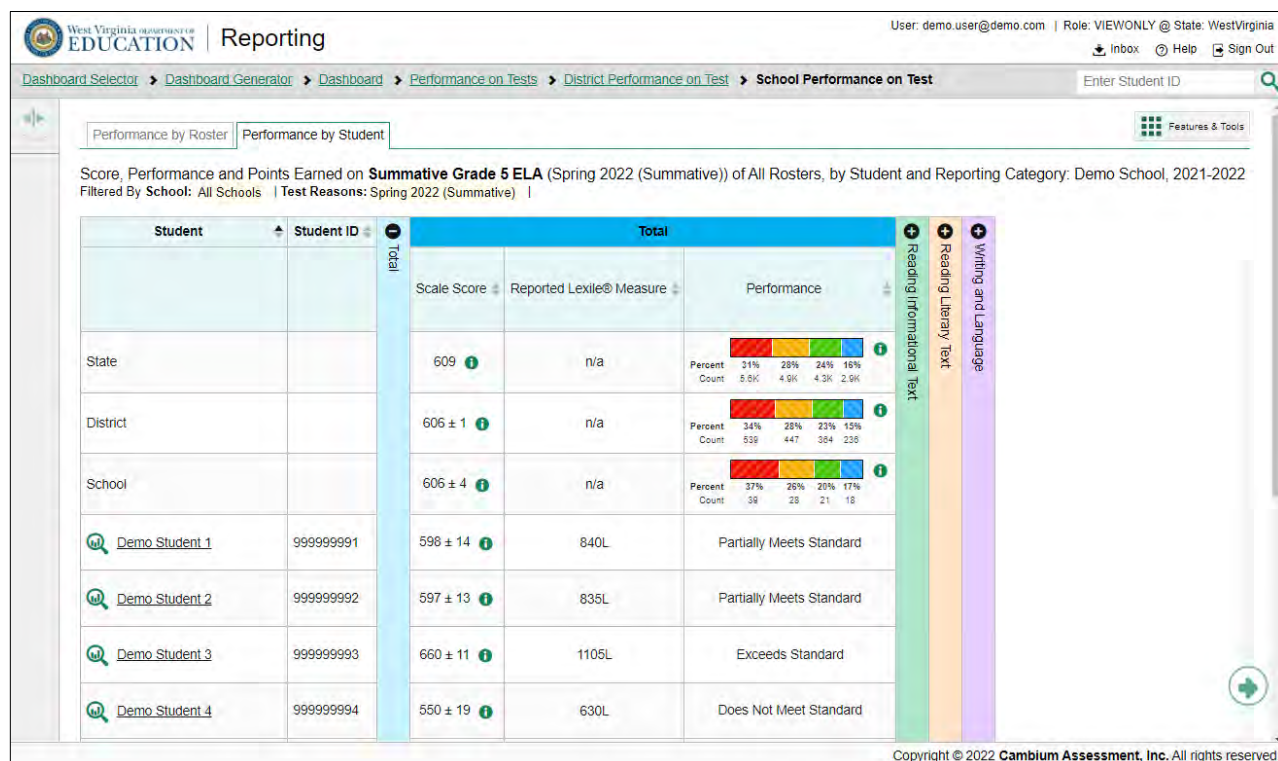 User: demo.user@demo.com | Role: VIEWONLY @ State: WestVirginia
West Virginia DEPARTMENT OF
EDUCATION
Reporting
Inbox Help Sign Out
Dashboard Selector > Dashboard Generator > Dashboard > Performance on Tests > District Performance on Test > School Performance on Test
Enter Student ID
Performance by Roster Performance by Student
Features & Tools
Score, Performance and Points Earned on Summative Grade 5 ELA (Spring 2022 (Summative)) of All Rosters, by Student and Reporting Category: Demo School, 2021-2022
Filtered By School: All Schools | Test Reasons: Spring 2022 (Summative) |
Student Student ID Total Total
Reading Informational Text
Reading Literary Text
Writing and Language
Scale Score Reported Lexile® Measure Performance
State 609 n/a
Percent 31% 28% 24% 16%
Count 5.6K 4.9K 4.3K 2.9K
District 606 ± 1 n/a
Percent 34% 28% 23% 15%
Count 539 447 364 236
School 606 ± 4 n/a
Percent 37% 26% 20% 17%
Count 39 28 21 18
Demo Student 1 999999991 598 ± 14 840L Partially Meets Standard
Demo Student 2 999999992 597 ± 13 835L Partially Meets Standard
Demo Student 3 999999993 660 ± 11 1105L Exceeds Standard
Demo Student 4 999999994 550 ± 19 630L Does Not Meet Standard
Copyright © 2022 Cambium Assessment, Inc. All rights reserved